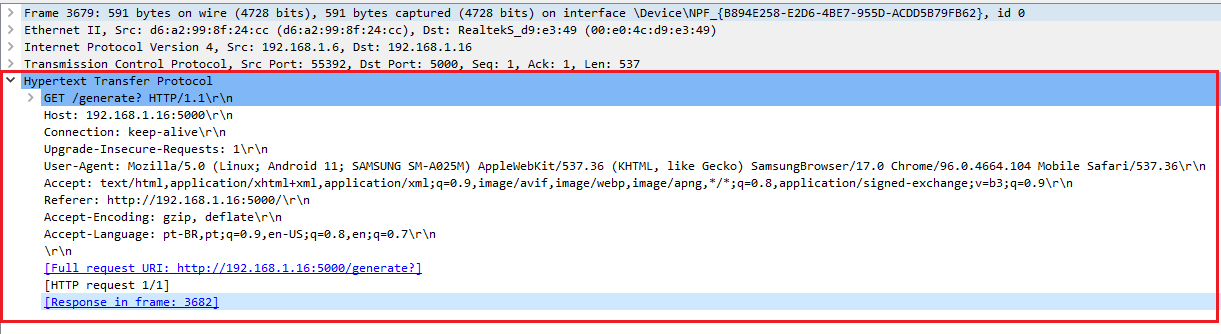 Frame 3679: 591 bytes on wire (4728 bits), 591 bytes captured (4728 bits) on interface \Device\NPF_{B894E258-E2D6-4BE7-955D-ACDD5B79FB62}, id 0
Ethernet II, Src: d6:a2:99:8f:24:cc (d6:a2:99:8f:24:cc), Dst: RealtekS_d9:e3:49 (00:e0:4c:d9:e3:49)
Internet Protocol Version 4, Src: 192.168.1.6, Dst: 192.168.1.16
Transmission Control Protocol, Src Port: 55392, Dst Port: 5000, Seq: 1, Ack: 1, Len: 537
Hypertext Transfer Protocol
GET /generate? HTTP/1.1\r\n
Host: 192.168.1.16:5000\r\n
Connection: keep-alive\r\n
Upgrade-Insecure-Requests: 1\r\n
User-Agent: Mozilla/5.0 (Linux; Android 11; SAMSUNG SM-A025M) AppleWebKit/537.36 (KHTML, like Gecko) SamsungBrowser/17.0 Chrome/96.0.4664.104 Mobile Safari/537.36\r\n
Accept: text/html,application/xhtml+xml,application/xml;q=0.9,image/avif,image/webp,image/apng,*/*;q=0.8,application/signed-exchange;v=b3;q=0.9\r\n
Referer: http://192.168.1.16:5000/\r\n
Accept-Encoding: gzip, deflate\r\n
Accept-Language: pt-BR,pt;q=0.9,en-US;q=0.8,en;q=0.7\r\n
\r\n
[Full request URI: http://192.168.1.16:5000/generate?]
[HTTP request 1/1]
[Response in frame: 3682]